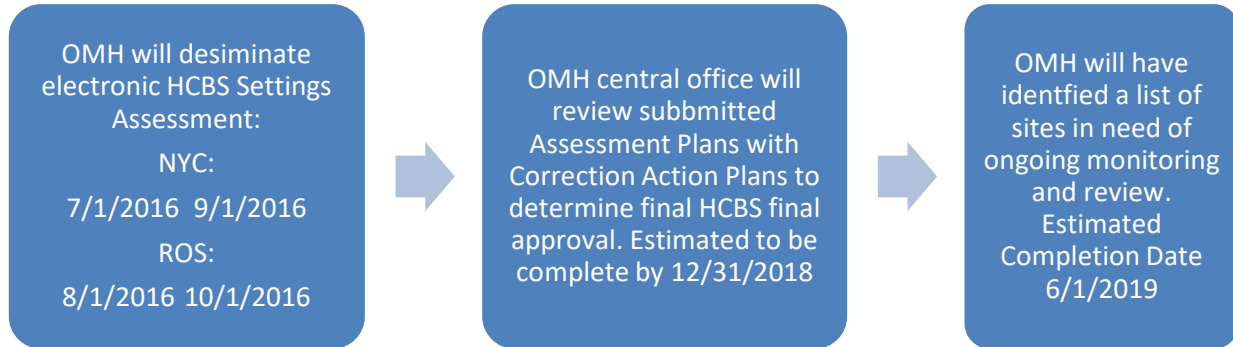 OMH will desiminate
electronic HCBS Settings
Assessment:
NYC:
7/1/2016 9/1/2016
ROS:
8/1/2016 10/1/2016
OMH central office will
review subbmitted
Assessment Plans with
Correction Action Plans to
determine final HCBS final
approval. Estimated to be
complete by 12/31/2018
OMH will have
identfied a list of
sites in need of
ongoing monitoring
and review.
Estimated
Completion Date
6/1/2019